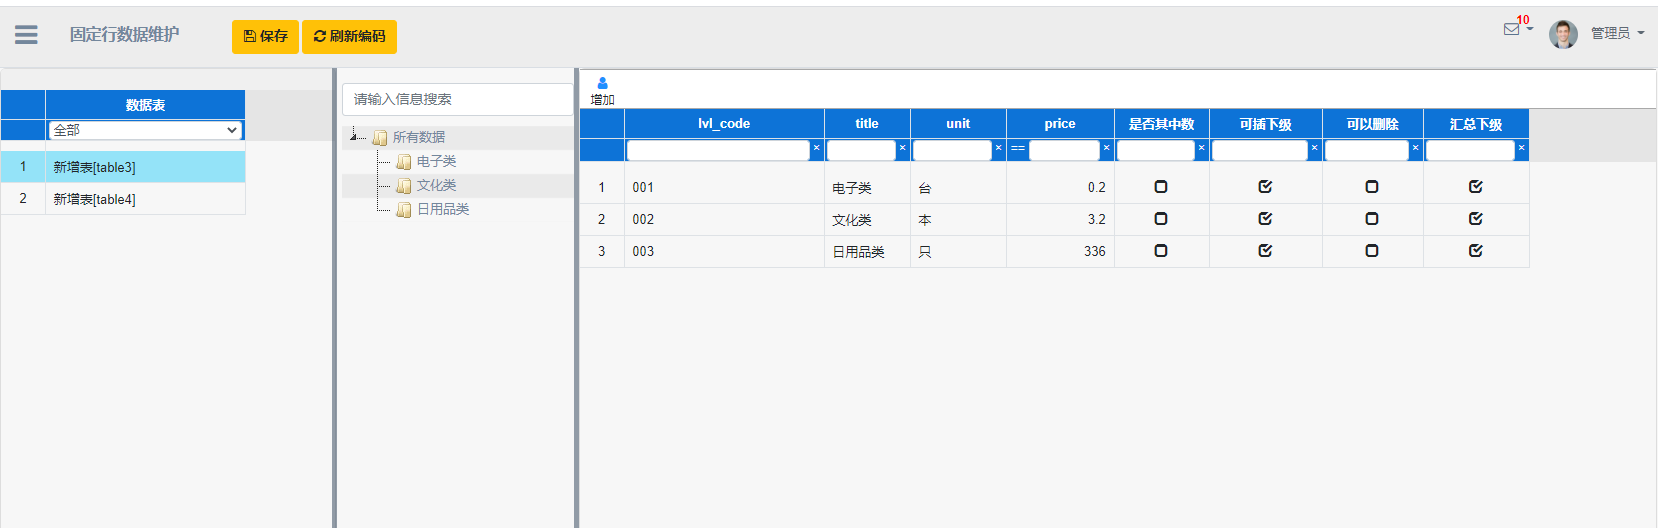 固定行数据维护 保存 刷新编码 10 管理员
数据表
全部
1 新增表[table3]
2 新增表[table4]
请输入信息搜索
所有数据
电子类
文化类
日用品类
增加
lvl_code title unit price 是否其中数 可插下级 可以删除 汇总下级
× × × == × × × × ×
1 001 电子类 台 0.2
2 002 文化类 本 3.2
3 003 日用品类 只 336